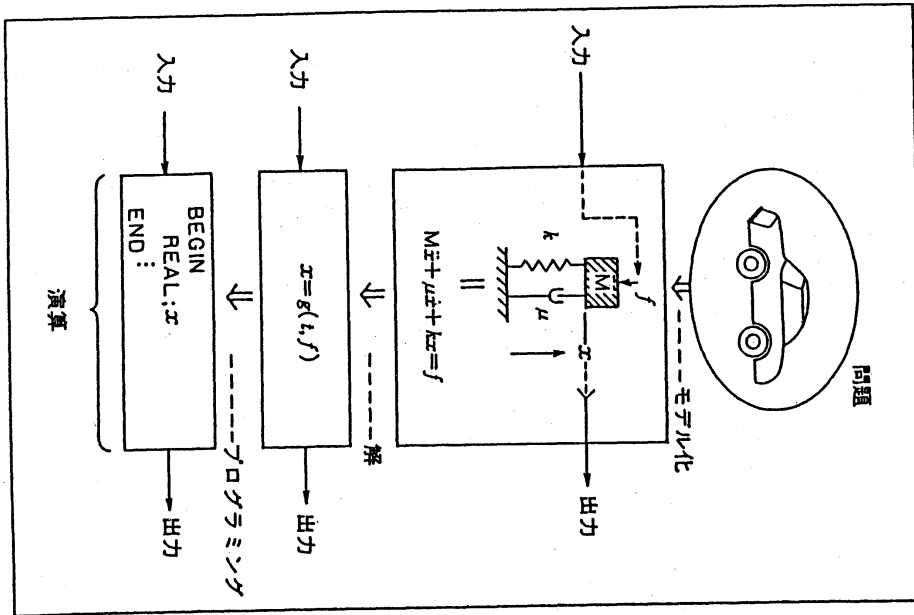 問題
モデル化
入力
f
M
k
μ
x
出力
Mẍ+μẋ+kx=f
解
入力
x=g(t,f)
出力
プログラミング
入力
BEGIN
REAL;x
⋮
END
出力
演算